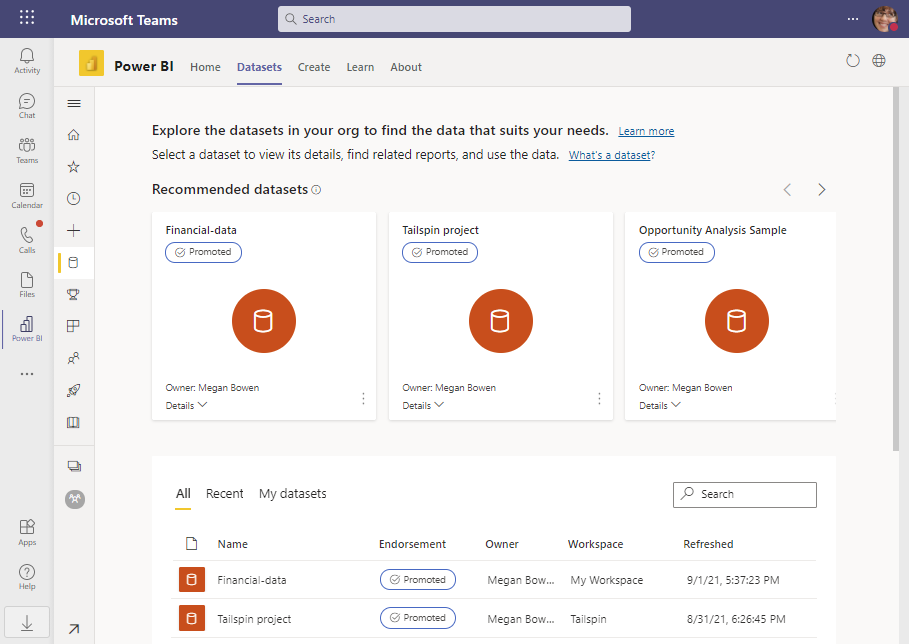 Microsoft Teams
Search
Activity
Chat
Teams
Calendar
Calls
Files
Power BI
Apps
Help
Power BI Home Datasets Create Learn About
Explore the datasets in your org to find the data that suits your needs. Learn more
Select a dataset to view its details, find related reports, and use the data. What's a dataset?
Recommended datasets
Financial-data
Promoted
Owner: Megan Bowen
Details
Tailspin project
Promoted
Owner: Megan Bowen
Details
Opportunity Analysis Sample
Promoted
Owner: Megan Bowen
Details
All Recent My datasets
Search
Name Endorsement Owner Workspace Refreshed
Financial-data Promoted Megan Bow... My Workspace 9/1/21, 5:37:23 PM
Tailspin project Promoted Megan Bow... Tailspin 8/31/21, 6:26:45 PM